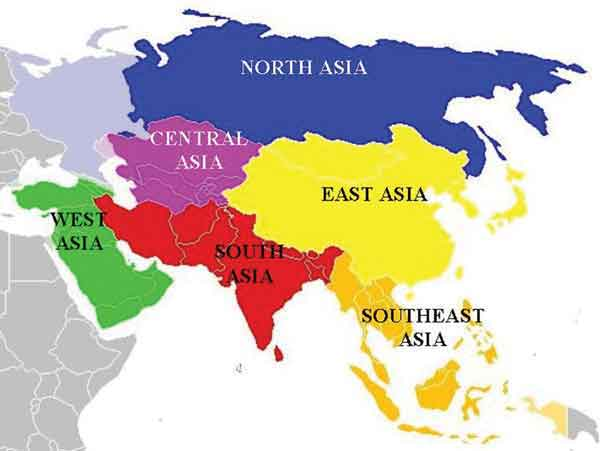 NORTH ASIA
CENTRAL
ASIA
EAST ASIA
WEST
ASIA
SOUTH
ASIA
SOUTHEAST
ASIA